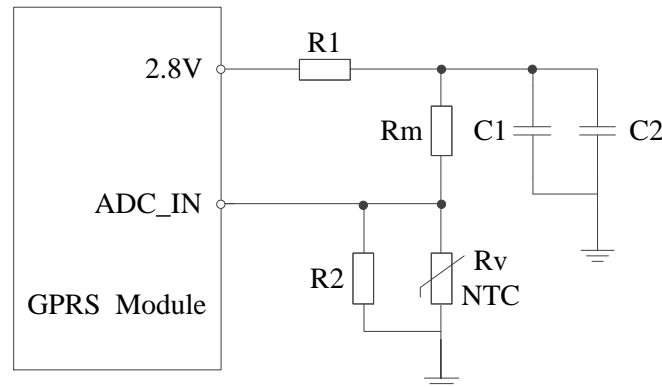 R1
2.8V
Rm
C1
C2
ADC_IN
R2
Rv
NTC
GPRS Module